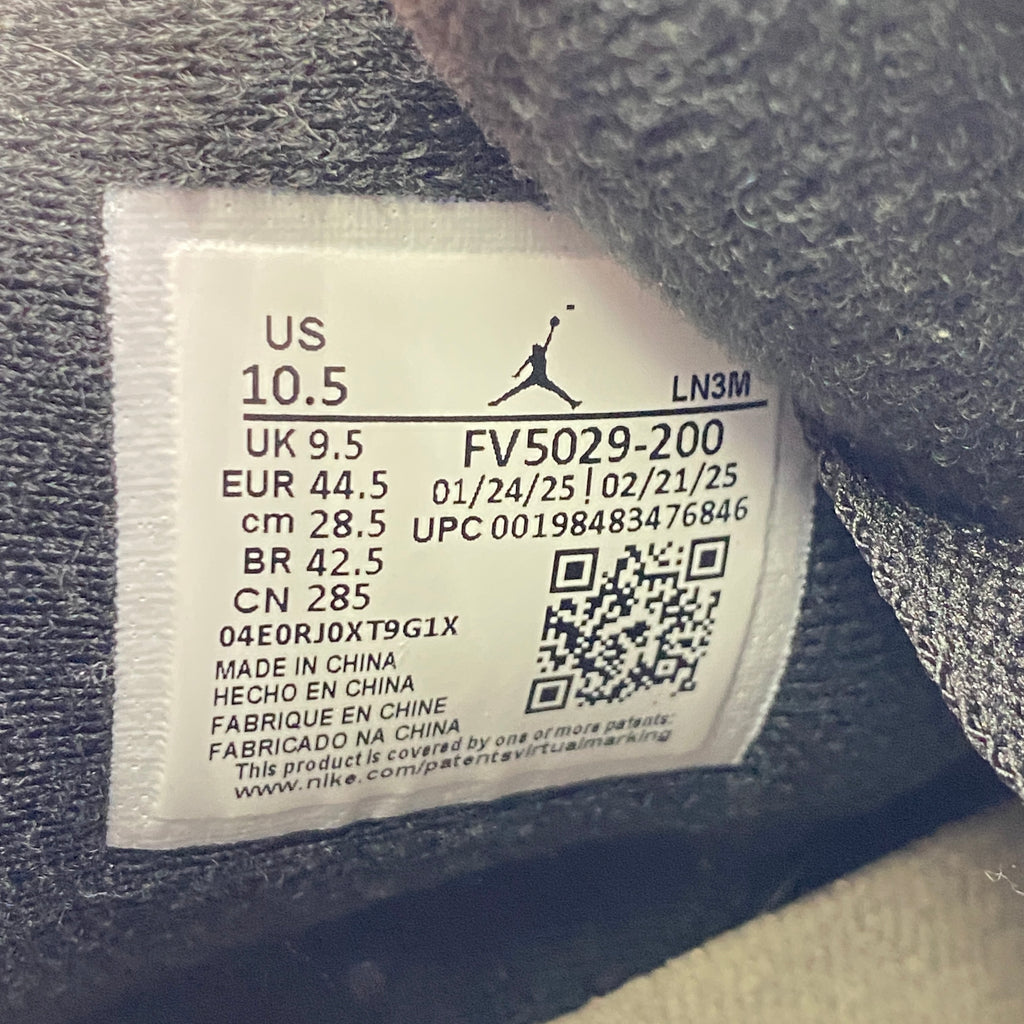 US
10.5
LN3M
UK 9.5
FV5029-200
EUR 44.5
01/24/25 | 02/21/25
cm 28.5
UPC 00198483476846
BR 42.5
CN 285
04E0RJ0XT9G1X
MADE IN CHINA
HECHO EN CHINA
FABRIQUE EN CHINE
FABRICADO NA CHINA
This product is covered by one or more patents:
www.nike.com/patentsvirtualmarking